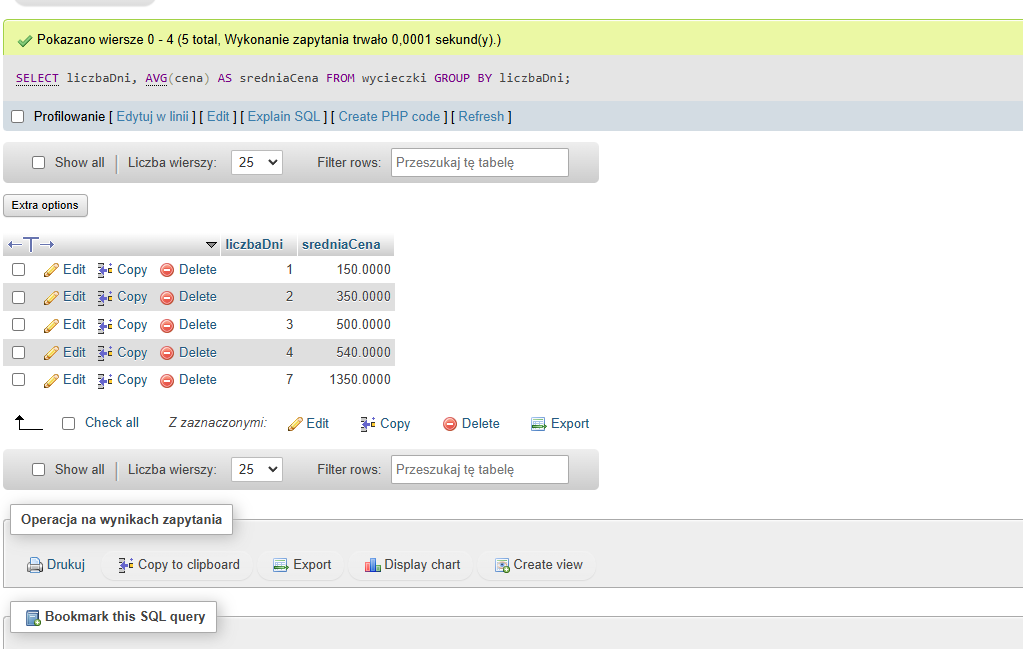 Pokazano wiersze 0 - 4 (5 total, Wykonanie zapytania trwało 0,0001 sekund(y).)
SELECT liczbaDni, AVG(cena) AS sredniaCena FROM wycieczki GROUP BY liczbaDni;
Profilowanie [ Edytuj w linii ] [ Edit ] [ Explain SQL ] [ Create PHP code ] [ Refresh ]
Show all | Liczba wierszy: 25 Filter rows: Przeszukaj tę tabelę
Extra options
←T→ liczbaDni sredniaCena
Edit Copy Delete 1 150.0000
Edit Copy Delete 2 350.0000
Edit Copy Delete 3 500.0000
Edit Copy Delete 4 540.0000
Edit Copy Delete 7 1350.0000
Check all Z zaznaczonymi: Edit Copy Delete Export
Show all | Liczba wierszy: 25 Filter rows: Przeszukaj tę tabelę
Operacja na wynikach zapytania
Drukuj Copy to clipboard Export Display chart Create view
Bookmark this SQL query